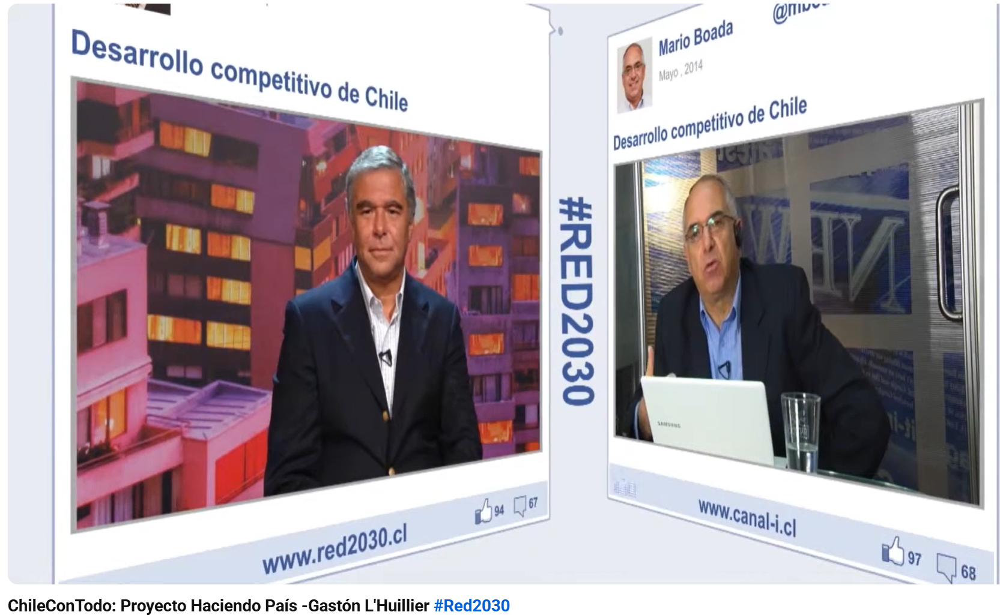 Desarrollo competitivo de Chile
94
67
www.red2030.cl
#RED2030
Mario Boada
Mayo , 2014
Desarrollo competitivo de Chile
NEW
SAMSUNG
www.canal-i.cl
97
68
ChileConTodo: Proyecto Haciendo País -Gastón L'Huillier #Red2030